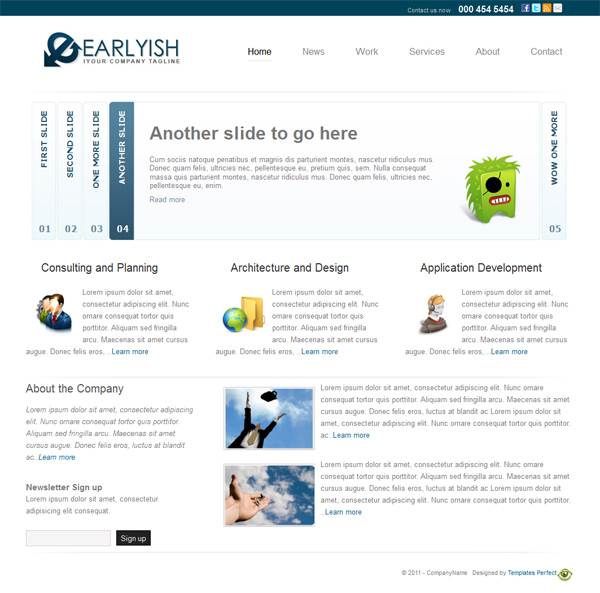 Contact us now 000 454 5454
EARLYISH
IYOUR COMPANY TAGLINE
Home News Work Services About Contact
FIRST SLIDE 01
SECOND SLIDE 02
ONE MORE SLIDE 03
ANOTHER SLIDE 04
Another slide to go here
Cum sociis natoque penatibus et magnis dis parturient montes, nascetur ridiculus mus.
Donec quam felis, ultricies nec, pellentesque eu, pretium quis, sem. Nulla consequat
massa quis parturient montes, nascetur ridiculus mus. Donec quam felis, ultricies nec,
pellentesque eu, enim.
Read more
WOW ONE MORE 05
Consulting and Planning
Lorem ipsum dolor sit amet,
consectetur adipiscing elit. Nunc
ornare consequat tortor quis
porttitor. Aliquam sed fringilla
arcu. Maecenas sit amet cursus
augue. Donec felis eros, ...Learn more
Architecture and Design
Lorem ipsum dolor sit amet,
consectetur adipiscing elit. Nunc
ornare consequat tortor quis
porttitor. Aliquam sed fringilla
arcu. Maecenas sit amet cursus
augue. Donec felis eros, ...Learn more
Application Development
Lorem ipsum dolor sit amet,
consectetur adipiscing elit. Nunc
ornare consequat tortor quis
porttitor. Aliquam sed fringilla
arcu. Maecenas sit amet cursus
augue. Donec felis eros, ...Learn more
About the Company
Lorem ipsum dolor sit amet,
consectetur adipiscing elit. Nunc
ornare consequat tortor quis porttitor.
Aliquam sed fringilla arcu. Maecenas
sit amet cursus augue. Donec felis
eros, luctus at blandit ac. Learn more
Newsletter Sign up
Lorem ipsum dolor sit amet, consectetur
adipiscing elit consequat.
Sign up
Lorem ipsum dolor sit amet, consectetur adipiscing elit. Nunc ornare
consequat tortor quis porttitor. Aliquam sed fringilla arcu. Maecenas sit amet
cursus augue. Donec felis eros, luctus at blandit ac Lorem ipsum dolor sit
amet, consectetur adipiscing elit. Nunc ornare consequat tortor quis porttitor.
Aliquam sed..Learn more
Lorem ipsum dolor sit amet, consectetur adipiscing elit. Nunc ornare
consequat tortor quis porttitor. Aliquam sed fringilla arcu. Maecenas sit amet
cursus augue. Donec felis eros, luctus at blandit ac. Lorem ipsum dolor sit
amet, consectetur adipiscing elit. Nunc ornare consequat tortor quis porttitor.
..Learn more
© 2011 - CompanyName Designed by Templates Perfect